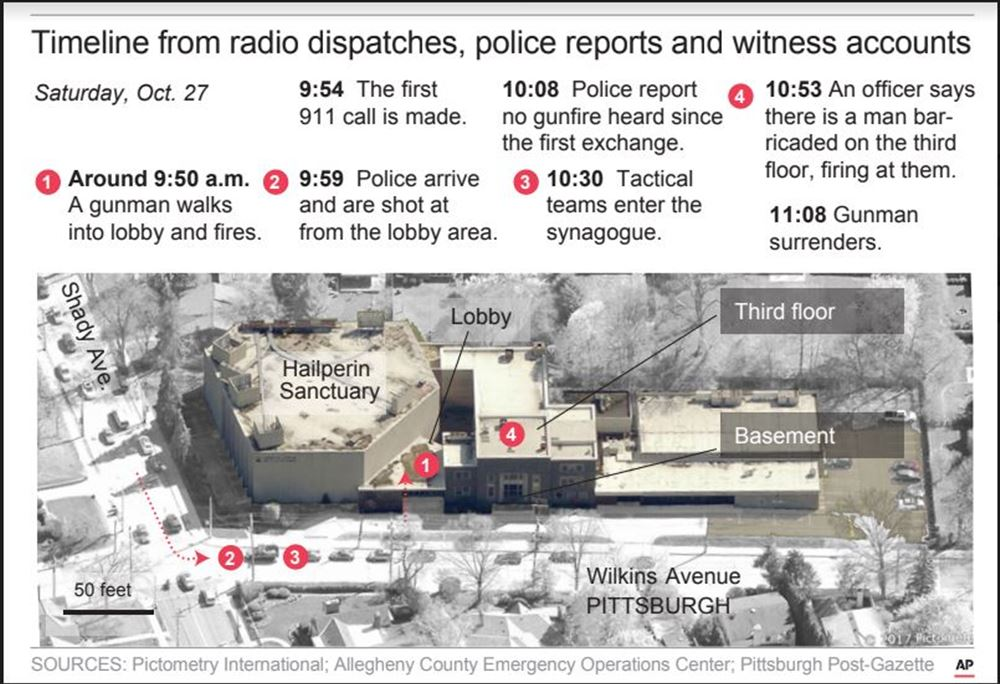 Timeline from radio dispatches, police reports and witness accounts
Saturday, Oct. 27
1 Around 9:50 a.m.
A gunman walks
into lobby and fires.
9:54 The first
911 call is made.
2 9:59 Police arrive
and are shot at
from the lobby area.
10:08 Police report
no gunfire heard since
the first exchange.
3 10:30 Tactical
teams enter the
synagogue.
4 10:53 An officer says
there is a man bar-
ricaded on the third
floor, firing at them.
11:08 Gunman
surrenders.
Shady Ave.
Hailperin
Sanctuary
Lobby
Third floor
Basement
4
1
2
3
50 feet
Wilkins Avenue
PITTSBURGH
SOURCES: Pictometry International; Allegheny County Emergency Operations Center; Pittsburgh Post-Gazette
AP